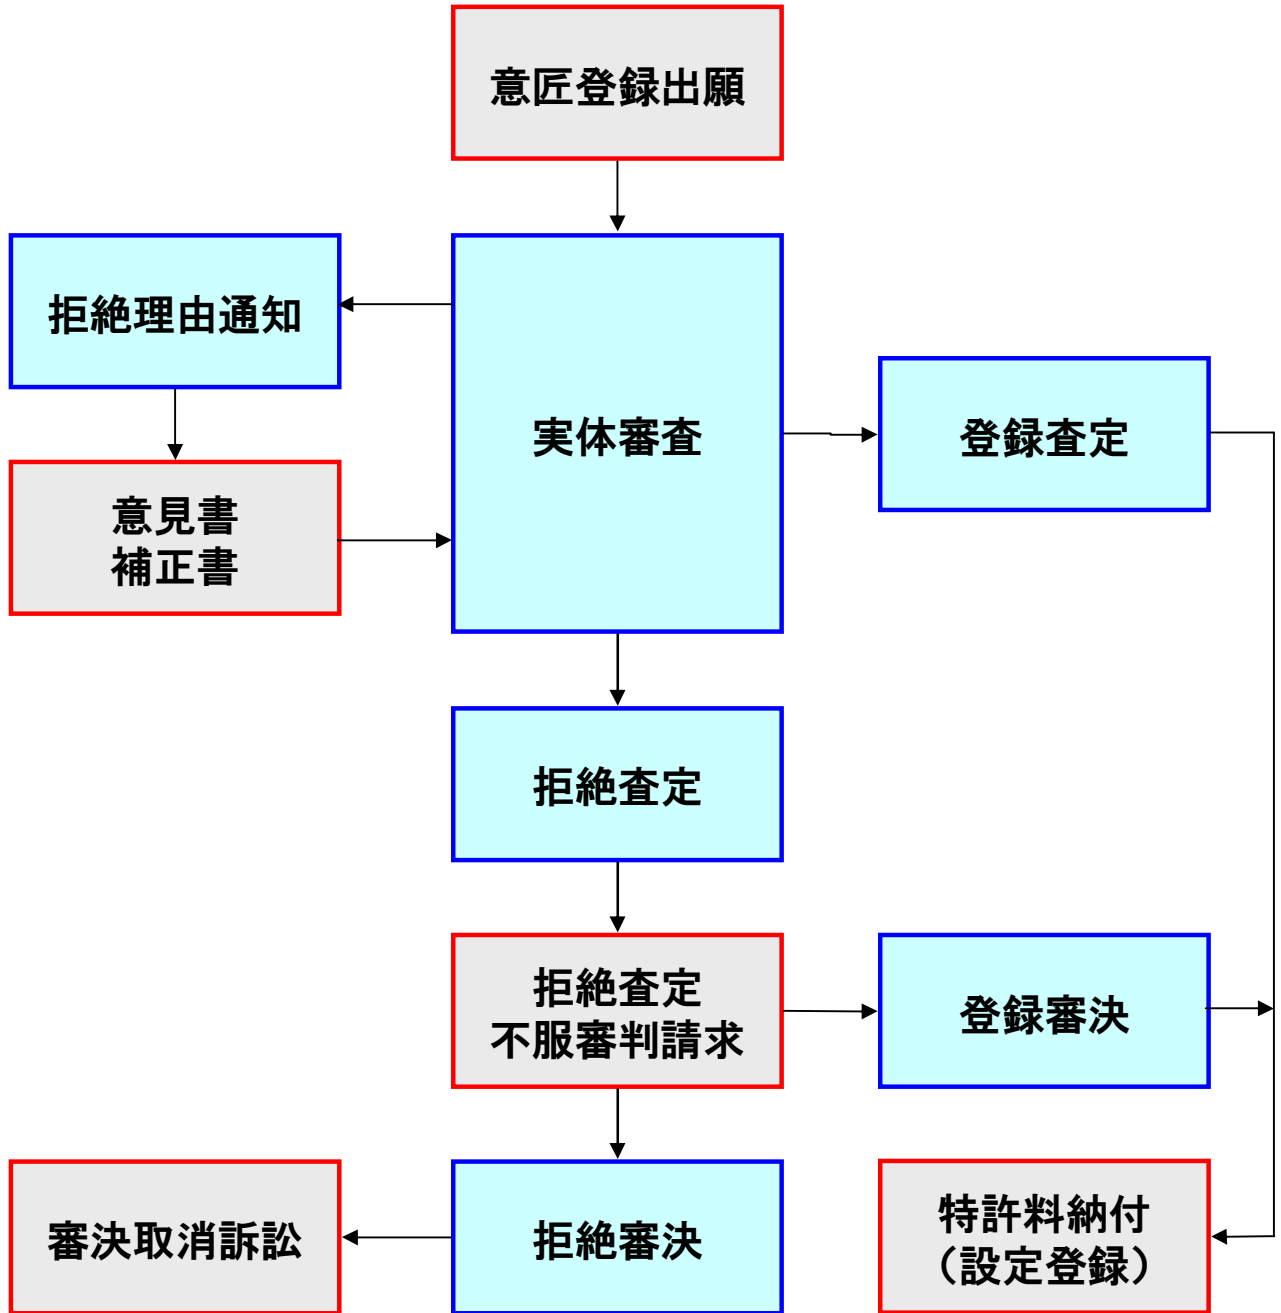 意匠登録出願
拒絶理由通知
実体審査
登録査定
意見書
補正書
拒絶査定
拒絶査定
不服審判請求
登録審決
審決取消訴訟
拒絶審決
特許料納付
（設定登録）